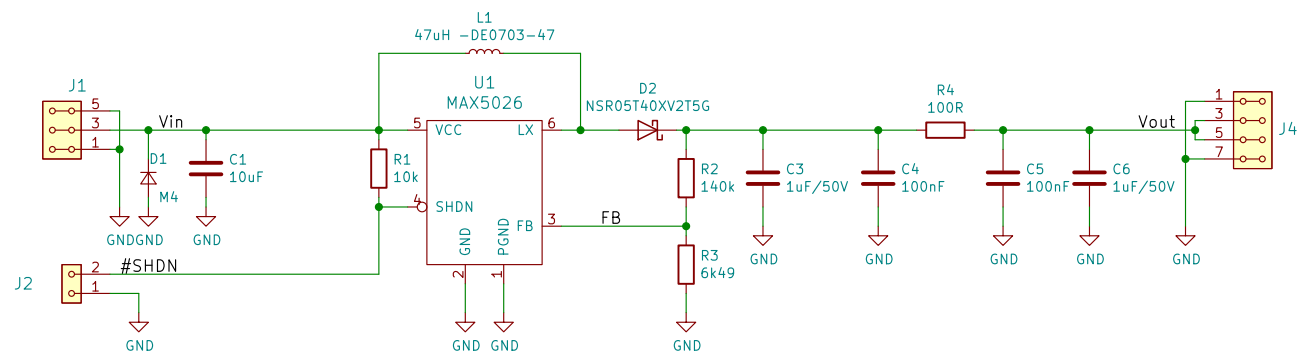 L1
47uH -DE0703-47
J1
5
3
1
Vin
D1
M4
C1
10uF
GND
GND
GND
R1
10k
U1
MAX5026
5
VCC
LX
6
4
SHDN
FB
3
GND
PGND
2
1
GND
GND
D2
NSR05T40XV2T5G
R2
140k
FB
R3
6k49
GND
C3
1uF/50V
GND
C4
100nF
GND
R4
100R
C5
100nF
GND
C6
1uF/50V
GND
Vout
1
3
5
7
J4
GND
J2
2
1
#SHDN
GND